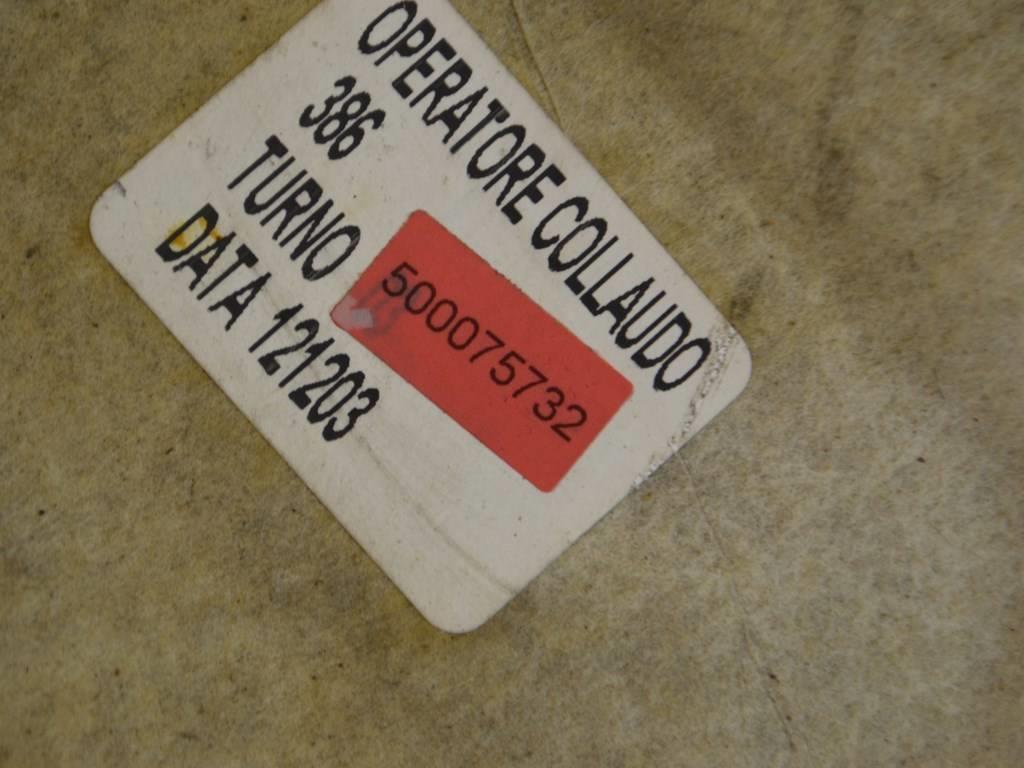 OPERATORE COLLAUDO
386
TURNO
DATA 121203
500075732